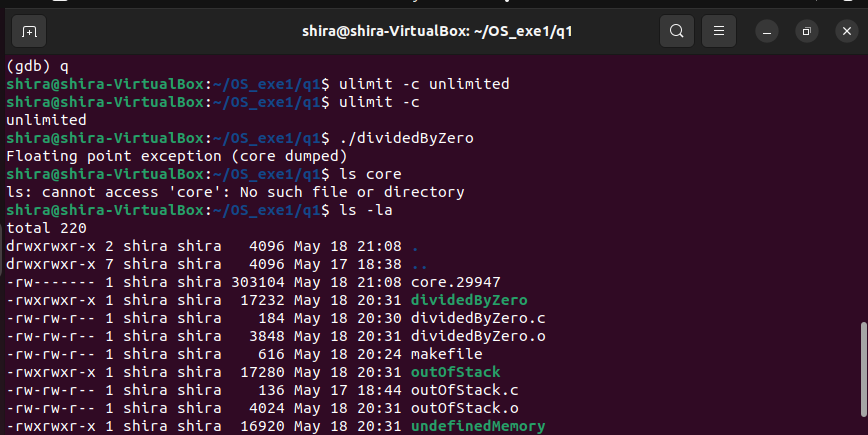 shira@shira-VirtualBox: ~/OS_exe1/q1
(gdb) q
shira@shira-VirtualBox:~/OS_exe1/q1$ ulimit -c unlimited
shira@shira-VirtualBox:~/OS_exe1/q1$ ulimit -c
unlimited
shira@shira-VirtualBox:~/OS_exe1/q1$ ./dividedByZero
Floating point exception (core dumped)
shira@shira-VirtualBox:~/OS_exe1/q1$ ls core
ls: cannot access 'core': No such file or directory
shira@shira-VirtualBox:~/OS_exe1/q1$ ls -la
total 220
drwxrwxr-x 2 shira shira   4096 May 18 21:08 .
drwxrwxr-x 7 shira shira   4096 May 17 18:38 ..
-rw------- 1 shira shira 303104 May 18 21:08 core.29947
-rwxrwxr-x 1 shira shira  17232 May 18 20:31 dividedByZero
-rw-rw-r-- 1 shira shira    184 May 18 20:30 dividedByZero.c
-rw-rw-r-- 1 shira shira   3848 May 18 20:31 dividedByZero.o
-rw-rw-r-- 1 shira shira    616 May 18 20:24 makefile
-rwxrwxr-x 1 shira shira  17280 May 18 20:31 outOfStack
-rw-rw-r-- 1 shira shira    136 May 17 18:44 outOfStack.c
-rw-rw-r-- 1 shira shira   4024 May 18 20:31 outOfStack.o
-rwxrwxr-x 1 shira shira  16920 May 18 20:31 undefinedMemory